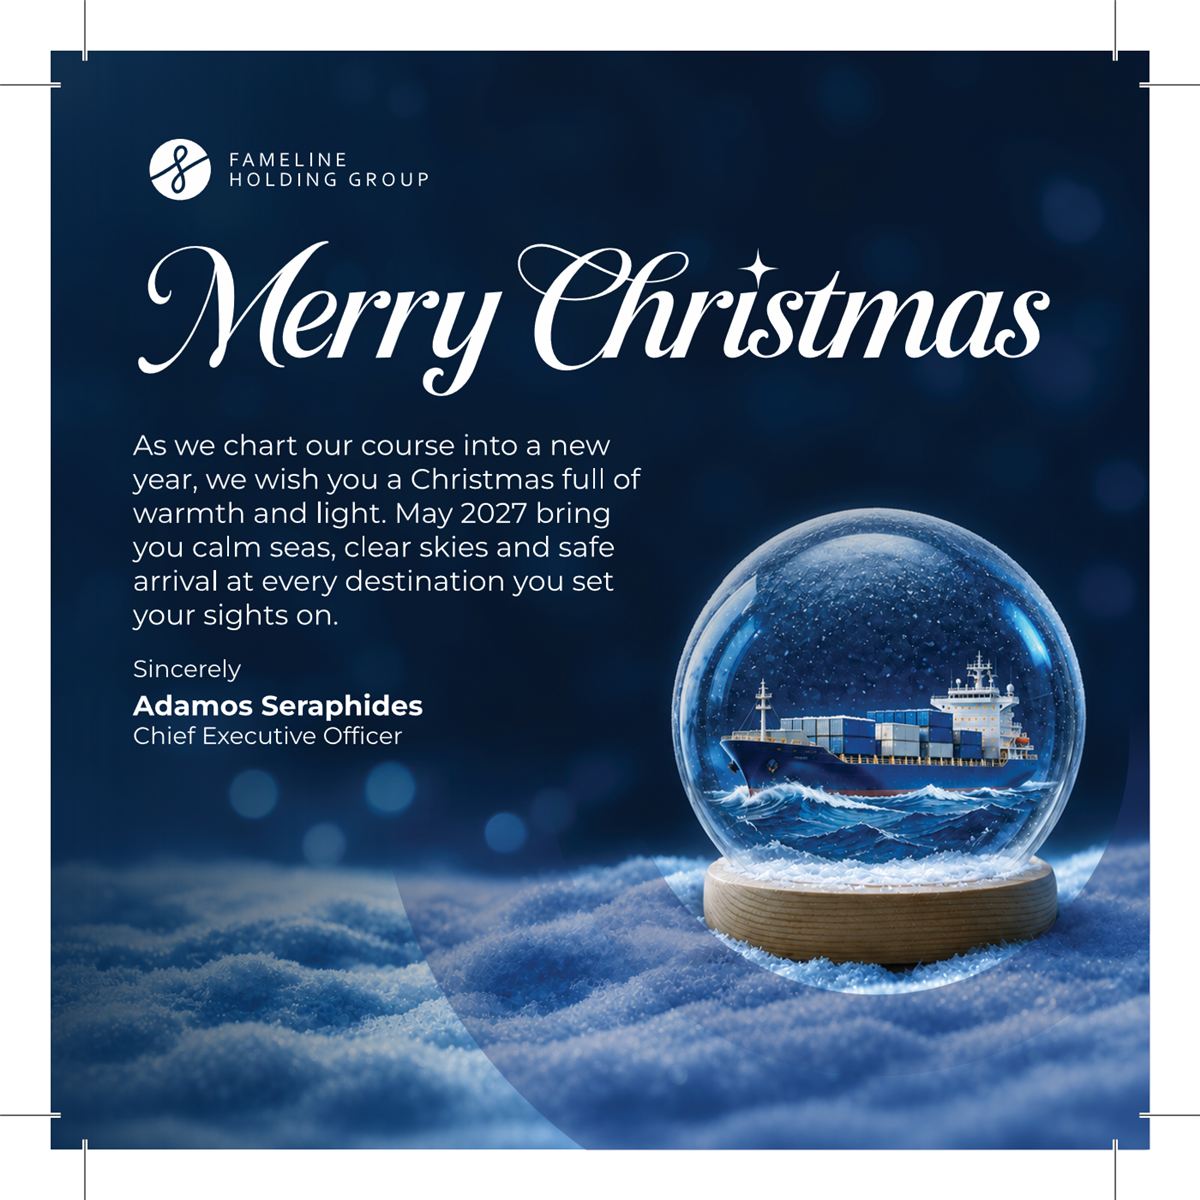 FAMELINE
HOLDING GROUP
Merry Christmas
As we chart our course into a new
year, we wish you a Christmas full of
warmth and light. May 2027 bring
you calm seas, clear skies and safe
arrival at every destination you set
your sights on.
Sincerely
Adamos Seraphides
Chief Executive Officer